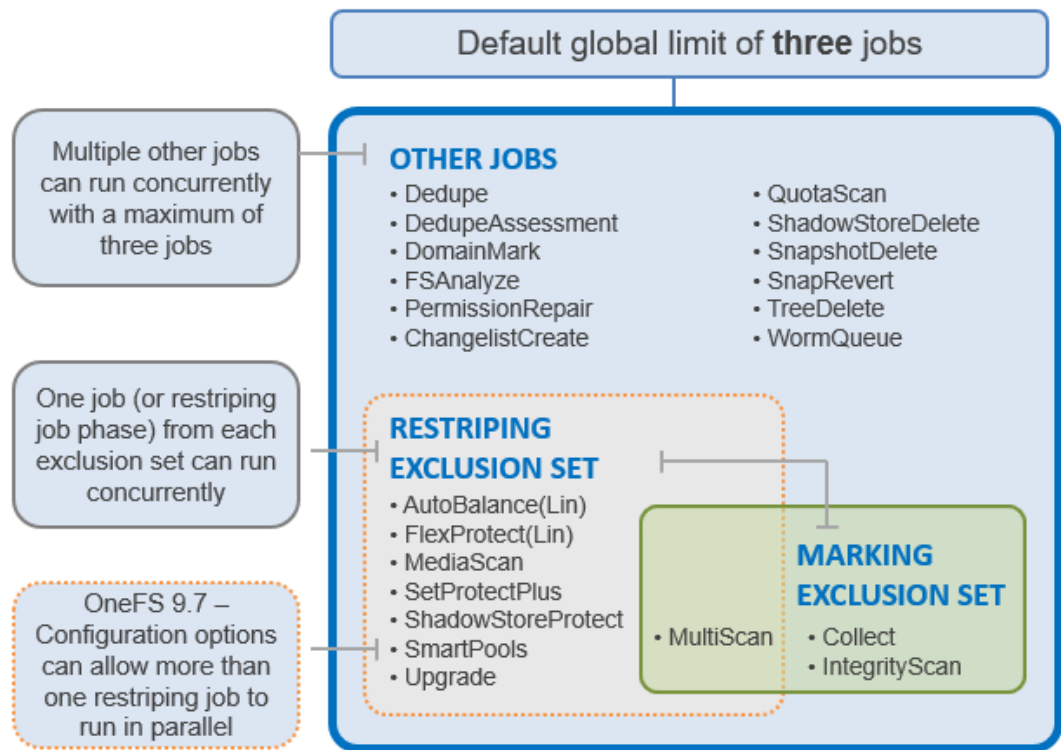 Default global limit of three jobs
Multiple other jobs
can run concurrently
with a maximum of
three jobs
OTHER JOBS
• Dedupe
• DedupeAssessment
• DomainMark
• FSAnalyze
• PermissionRepair
• ChangelistCreate
• QuotaScan
• ShadowStoreDelete
• SnapshotDelete
• SnapRevert
• TreeDelete
• WormQueue
One job (or restriping
job phase) from each
exclusion set can run
concurrently
RESTRIPING
EXCLUSION SET
• AutoBalance(Lin)
• FlexProtect(Lin)
• MediaScan
• SetProtectPlus
• ShadowStoreProtect
• SmartPools
• Upgrade
• MultiScan
MARKING
EXCLUSION SET
• Collect
• IntegrityScan
OneFS 9.7 –
Configuration options
can allow more than
one restriping job to
run in parallel